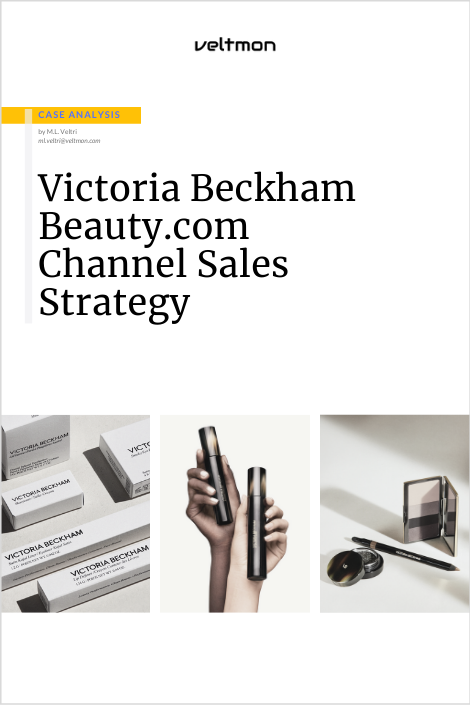 veltmon
CASE ANALYSIS
by M.L. Veltri
ml.veltri@veltmon.com
Victoria Beckham
Beauty.com
Channel Sales
Strategy
VICTORIA BECKHAM
VICTORIA BECKHAM
VICTORIA BECKHAM
VICTORIA BECKHAM